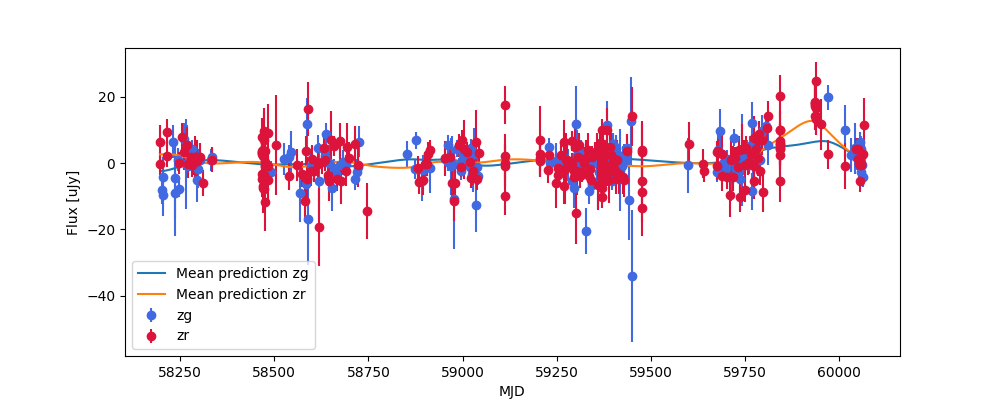 20
0
−20
−40
Flux [uJy]
Mean prediction zg
Mean prediction zr
zg
zr
58250 58500 58750 59000 59250 59500 59750 60000
MJD